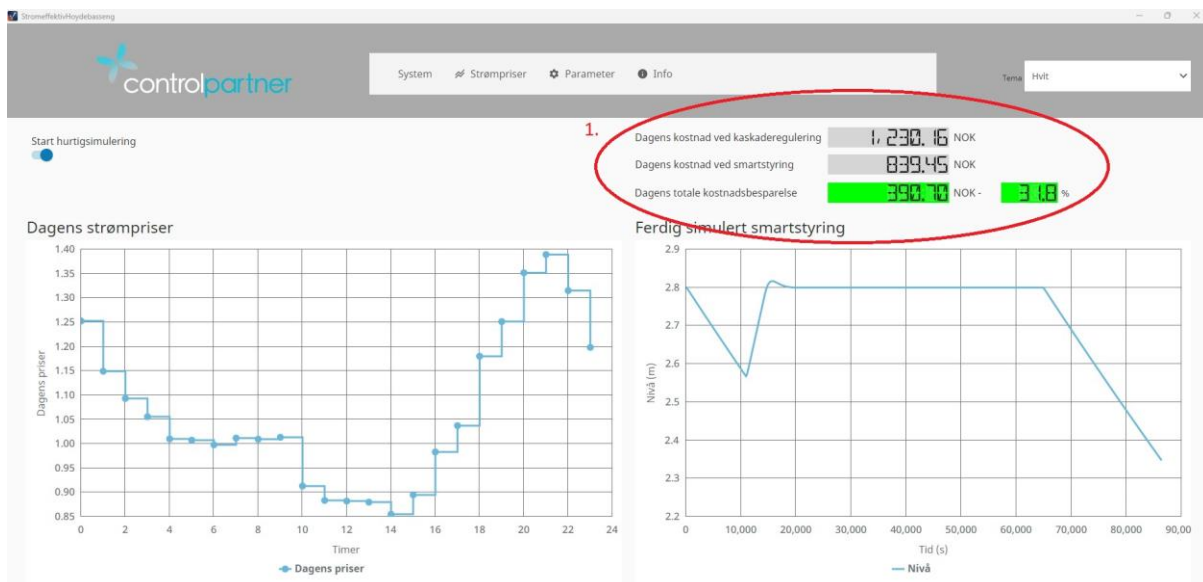 StromeffektivHoydebasseng
controlpartner
System Strømpriser Parameter Info
Tema Hvit
Start hurtigsimulering
1.
Dagens kostnad ved kaskaderegulering 1,230.16 NOK
Dagens kostnad ved smartstyring 839.45 NOK
Dagens totale kostnadsbesparelse 390.70 NOK - 31.8 %
Dagens strømpriser
1.40
1.35
1.30
1.25
1.20
1.15
1.10
1.05
1.00
0.95
0.90
0.85
Dagens priser
0 2 4 6 8 10 12 14 16 18 20 22 24
Timer
Dagens priser
Ferdig simulert smartstyring
2.9
2.8
2.7
2.6
2.5
2.4
2.3
2.2
Nivå (m)
0 10,000 20,000 30,000 40,000 50,000 60,000 70,000 80,000 90,00
Tid (s)
Nivå